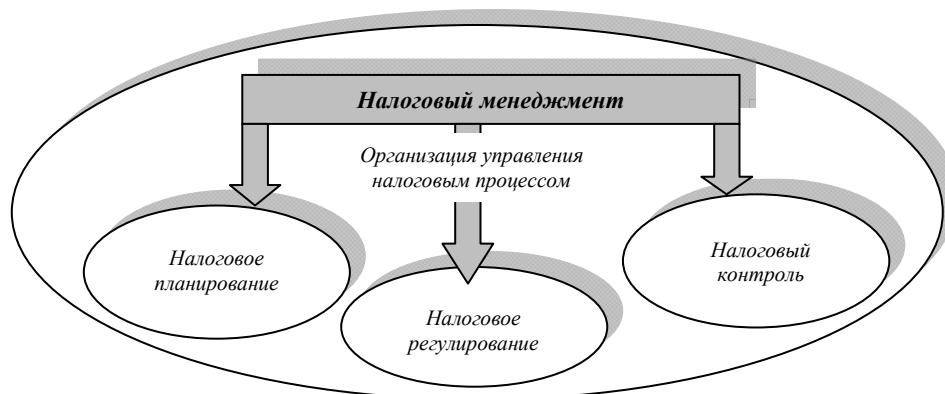 Налоговый менеджмент
Организация управления
налоговым процессом
Налоговое
планирование
Налоговое
регулирование
Налоговый
контроль